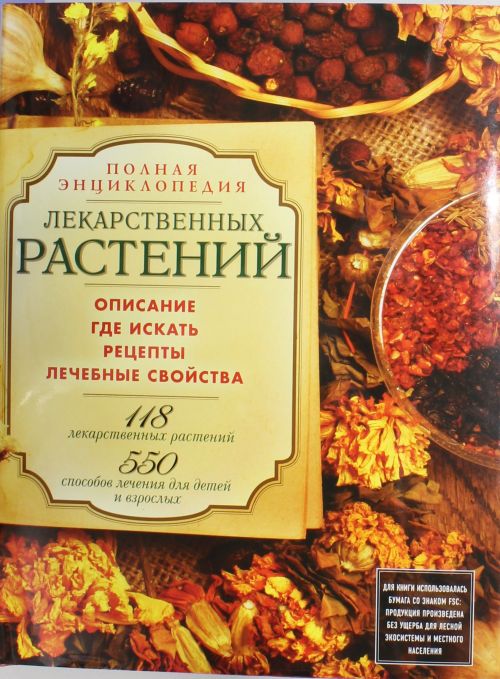 ПОЛНАЯ
ЭНЦИКЛОПЕДИЯ
ЛЕКАРСТВЕННЫХ
РАСТЕНИЙ
ОПИСАНИЕ
ГДЕ ИСКАТЬ
РЕЦЕПТЫ
ЛЕЧЕБНЫЕ СВОЙСТВА
118
лекарственных растений
550
способов лечения для детей
и взрослых
ДЛЯ КНИГИ ИСПОЛЬЗОВАЛАСЬ
БУМАГА СО ЗНАКОМ FSC:
ПРОДУКЦИЯ ПРОИЗВЕДЕНА
БЕЗ УЩЕРБА ДЛЯ ЛЕСНОЙ
ЭКОСИСТЕМЫ И МЕСТНОГО
НАСЕЛЕНИЯ